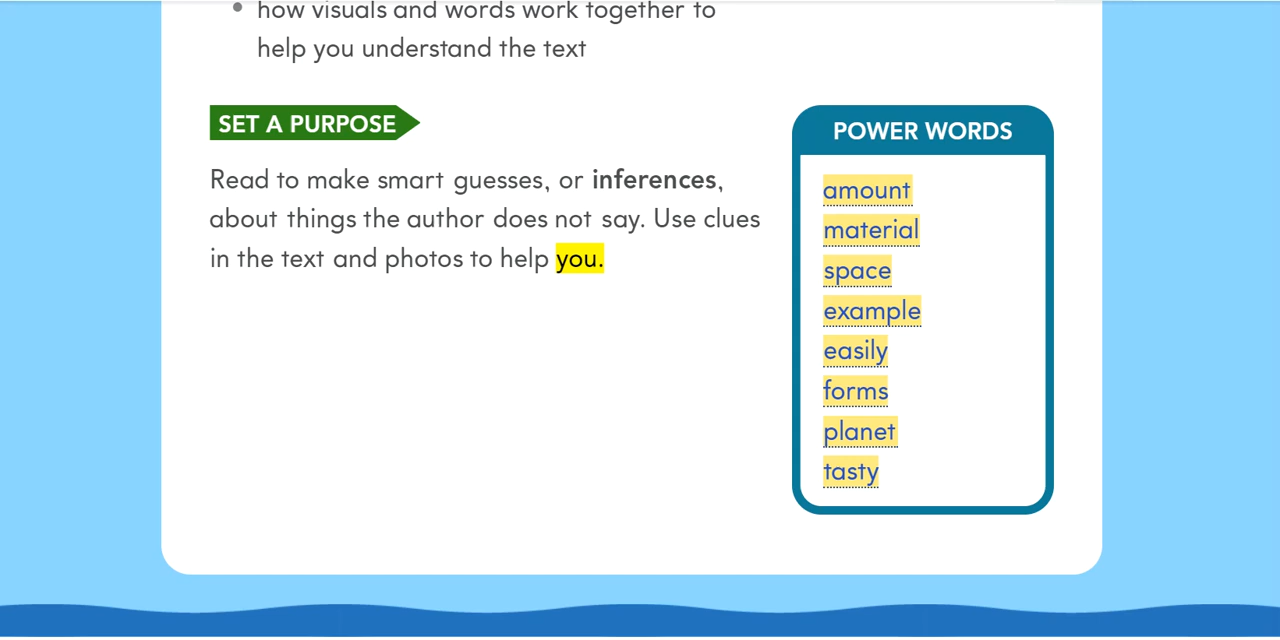 how visuals and words work together to
help you understand the text
SET A PURPOSE
Read to make smart guesses, or inferences,
about things the author does not say. Use clues
in the text and photos to help you.
POWER WORDS
amount
material
space
example
easily
forms
planet
tasty